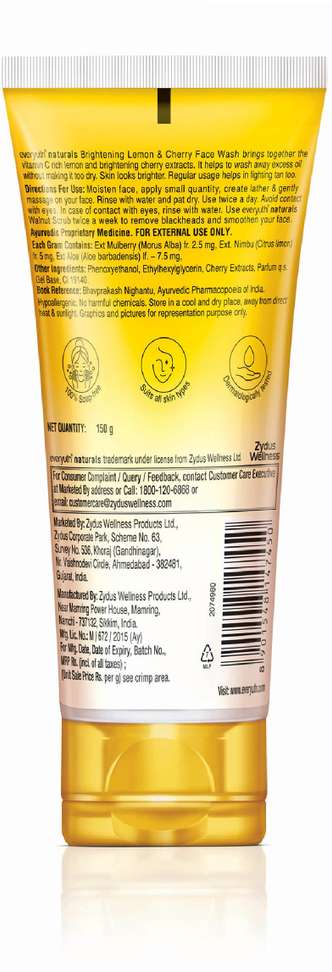 everyuth naturals Brightening Lemon & Cherry Face Wash brings together the
vitamin C rich lemon and brightening cherry extracts. It helps to wash away excess oil
without making it too dry. Skin looks brighter. Regular usage helps in fighting tan too.
Directions For Use: Moisten face, apply small quantity, create lather & gently
massage on your face. Rinse with water and pat dry. Use twice a day. Avoid contact
with eyes. In case of contact with eyes, rinse with water. Use everyuth naturals
Walnut Scrub twice a week to remove blackheads and smoothen your face.
Ayurvedic Proprietary Medicine. FOR EXTERNAL USE ONLY.
Each Gram Contains: Ext Mulberry (Morus Alba) fr. 2.5 mg, Ext. Nimbu (Citrus limon)
fr. 5 mg, Ext Aloe (Aloe barbadensis) lf. – 7.5 mg,
Other Ingredients: Phenoxyethanol, Ethylhexylglycerin, Cherry Extracts, Parfum q.s.
Gel Base, CI 19140.
Book Reference: Bhavprakash Nighantu, Ayurvedic Pharmacopoeia of India.
Hypoallergenic. No harmful chemicals. Store in a cool and dry place, away from direct
heat & sunlight. Graphics and pictures for representation purpose only.
100% Soap-free
Suits all skin types
Dermatologically tested
NET QUANTITY: 150 g
everyuth naturals trademark under license from Zydus Wellness Ltd.
Zydus
Wellness
For Consumer Complaint / Query / Feedback, contact Customer Care Executive
at Marketed By address or Call: 1800-120-6868 or
email: customercare@zyduswellness.com
Marketed By: Zydus Wellness Products Ltd.,
Zydus Corporate Park, Scheme No. 63,
Survey No. 536, Khoraj (Gandhinagar),
Nr. Vaishnodevi Circle, Ahmedabad - 382481,
Gujarat, India.
Manufactured By: Zydus Wellness Products Ltd.,
Near Mamring Power House, Mamring,
Namchi - 737132, Sikkim, India.
Mfg. Lic. No.: M / 672 / 2015 (Ay)
For Mfg. Date, Date of Expiry, Batch No.,
MRP Rs. (incl. of all taxes) ;
(Unit Sale Price Rs. per g) see crimp area.
2074980
7
MLP
8 901548 147450
Visit: www.everyuth.com